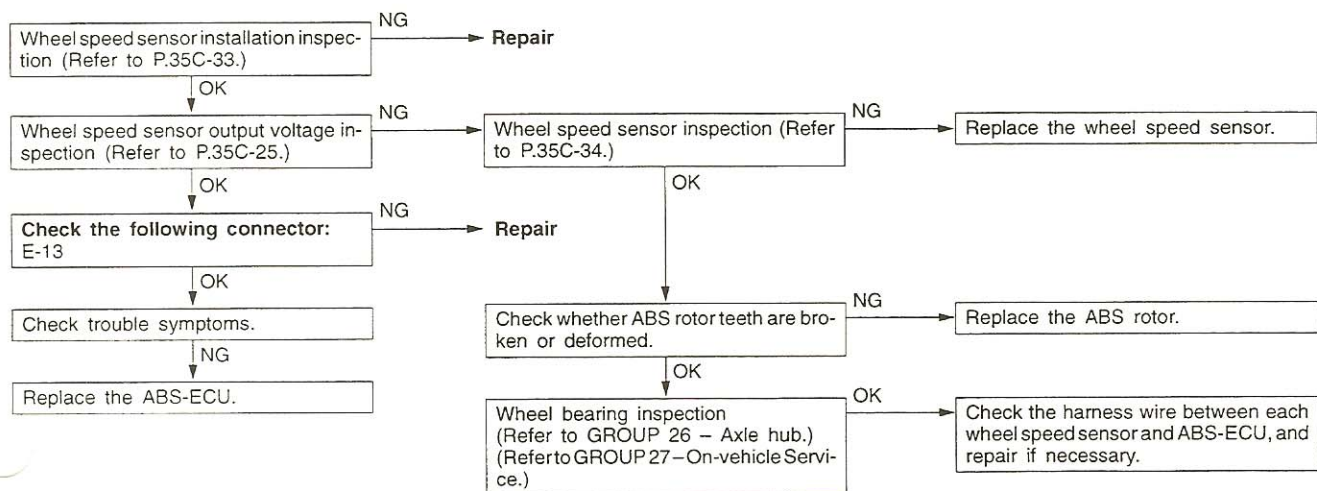 Wheel speed sensor installation inspec-
tion (Refer to P.35C-33.)
NG
Repair
OK
Wheel speed sensor output voltage in-
spection (Refer to P.35C-25.)
NG
Wheel speed sensor inspection (Refer
to P.35C-34.)
NG
Replace the wheel speed sensor.
OK
OK
Check the following connector:
E-13
NG
Repair
OK
Check trouble symptoms.
NG
Replace the ABS-ECU.
Check whether ABS rotor teeth are bro-
ken or deformed.
NG
Replace the ABS rotor.
OK
Wheel bearing inspection
(Refer to GROUP 26 – Axle hub.)
(Refer to GROUP 27 – On-vehicle Servi-
ce.)
OK
Check the harness wire between each
wheel speed sensor and ABS-ECU, and
repair if necessary.